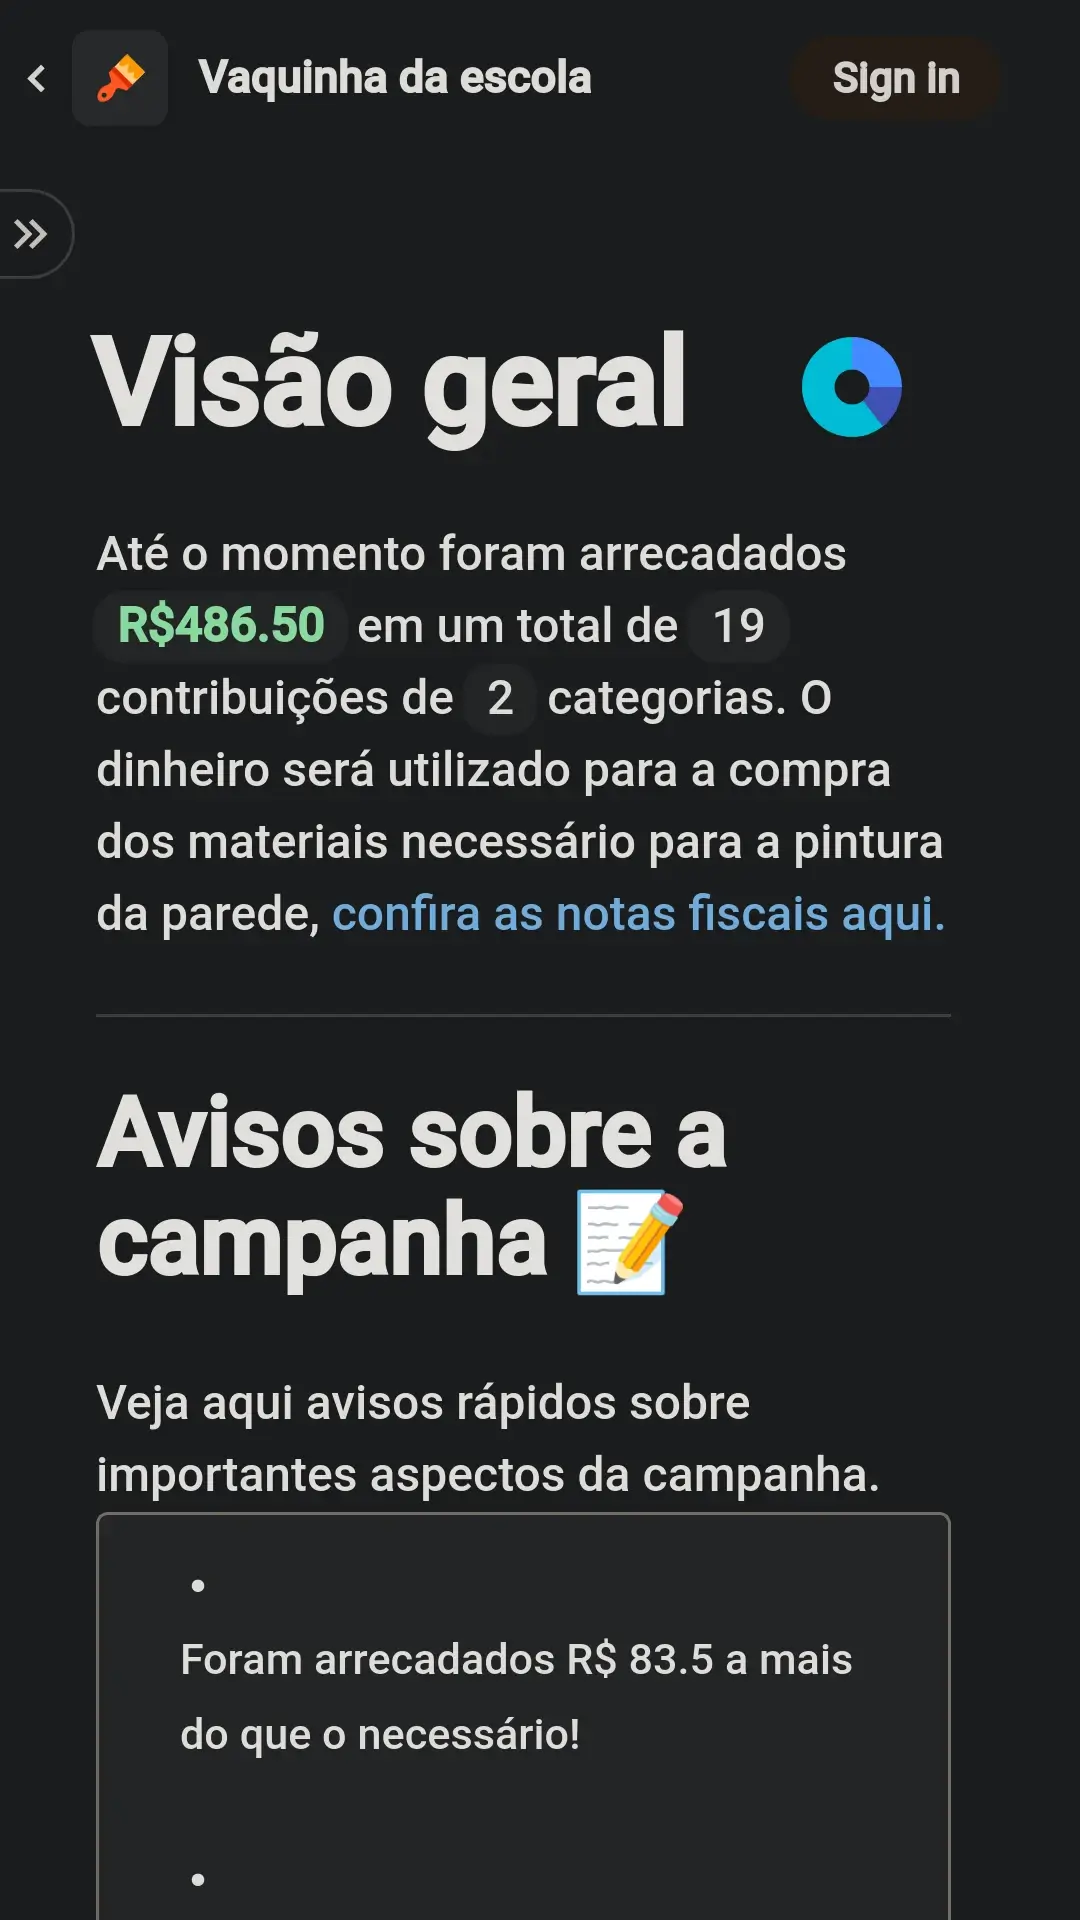 Vaquinha da escola
Sign in
Visão geral
Até o momento foram arrecadados
R$486.50 em um total de 19
contribuições de 2 categorias. O
dinheiro será utilizado para a compra
dos materiais necessário para a pintura
da parede, confira as notas fiscais aqui.
Avisos sobre a
campanha
Veja aqui avisos rápidos sobre
importantes aspectos da campanha.
•
Foram arrecadados R$ 83.5 a mais
do que o necessário!
•